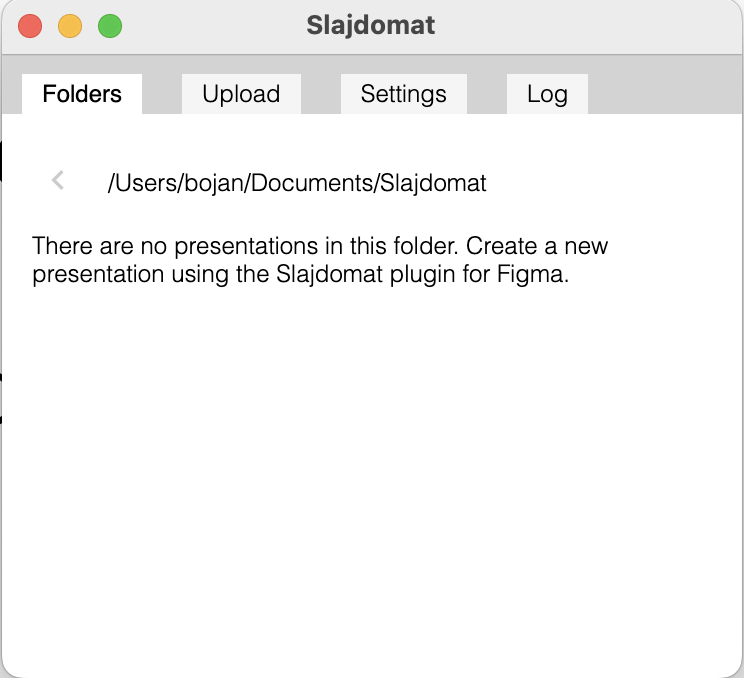 Slajdomat
Folders Upload Settings Log
/Users/bojan/Documents/Slajdomat
There are no presentations in this folder. Create a new
presentation using the Slajdomat plugin for Figma.